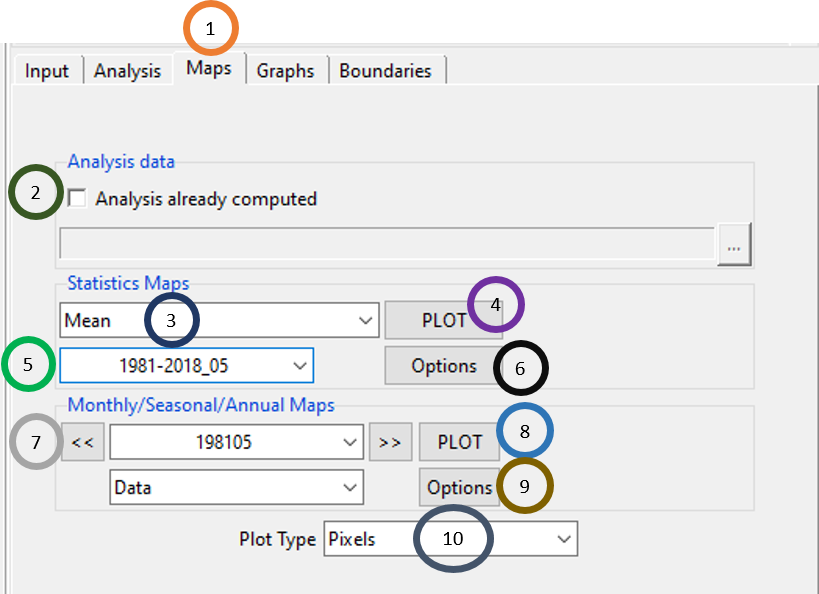 1
Input Analysis Maps Graphs Boundaries
Analysis data
2 Analysis already computed
...
Statistics Maps
Mean 3 PLOT 4
5 1981-2018_05 Options 6
Monthly/Seasonal/Annual Maps
7 << 198105 >> PLOT 8
Data Options 9
Plot Type Pixels 10